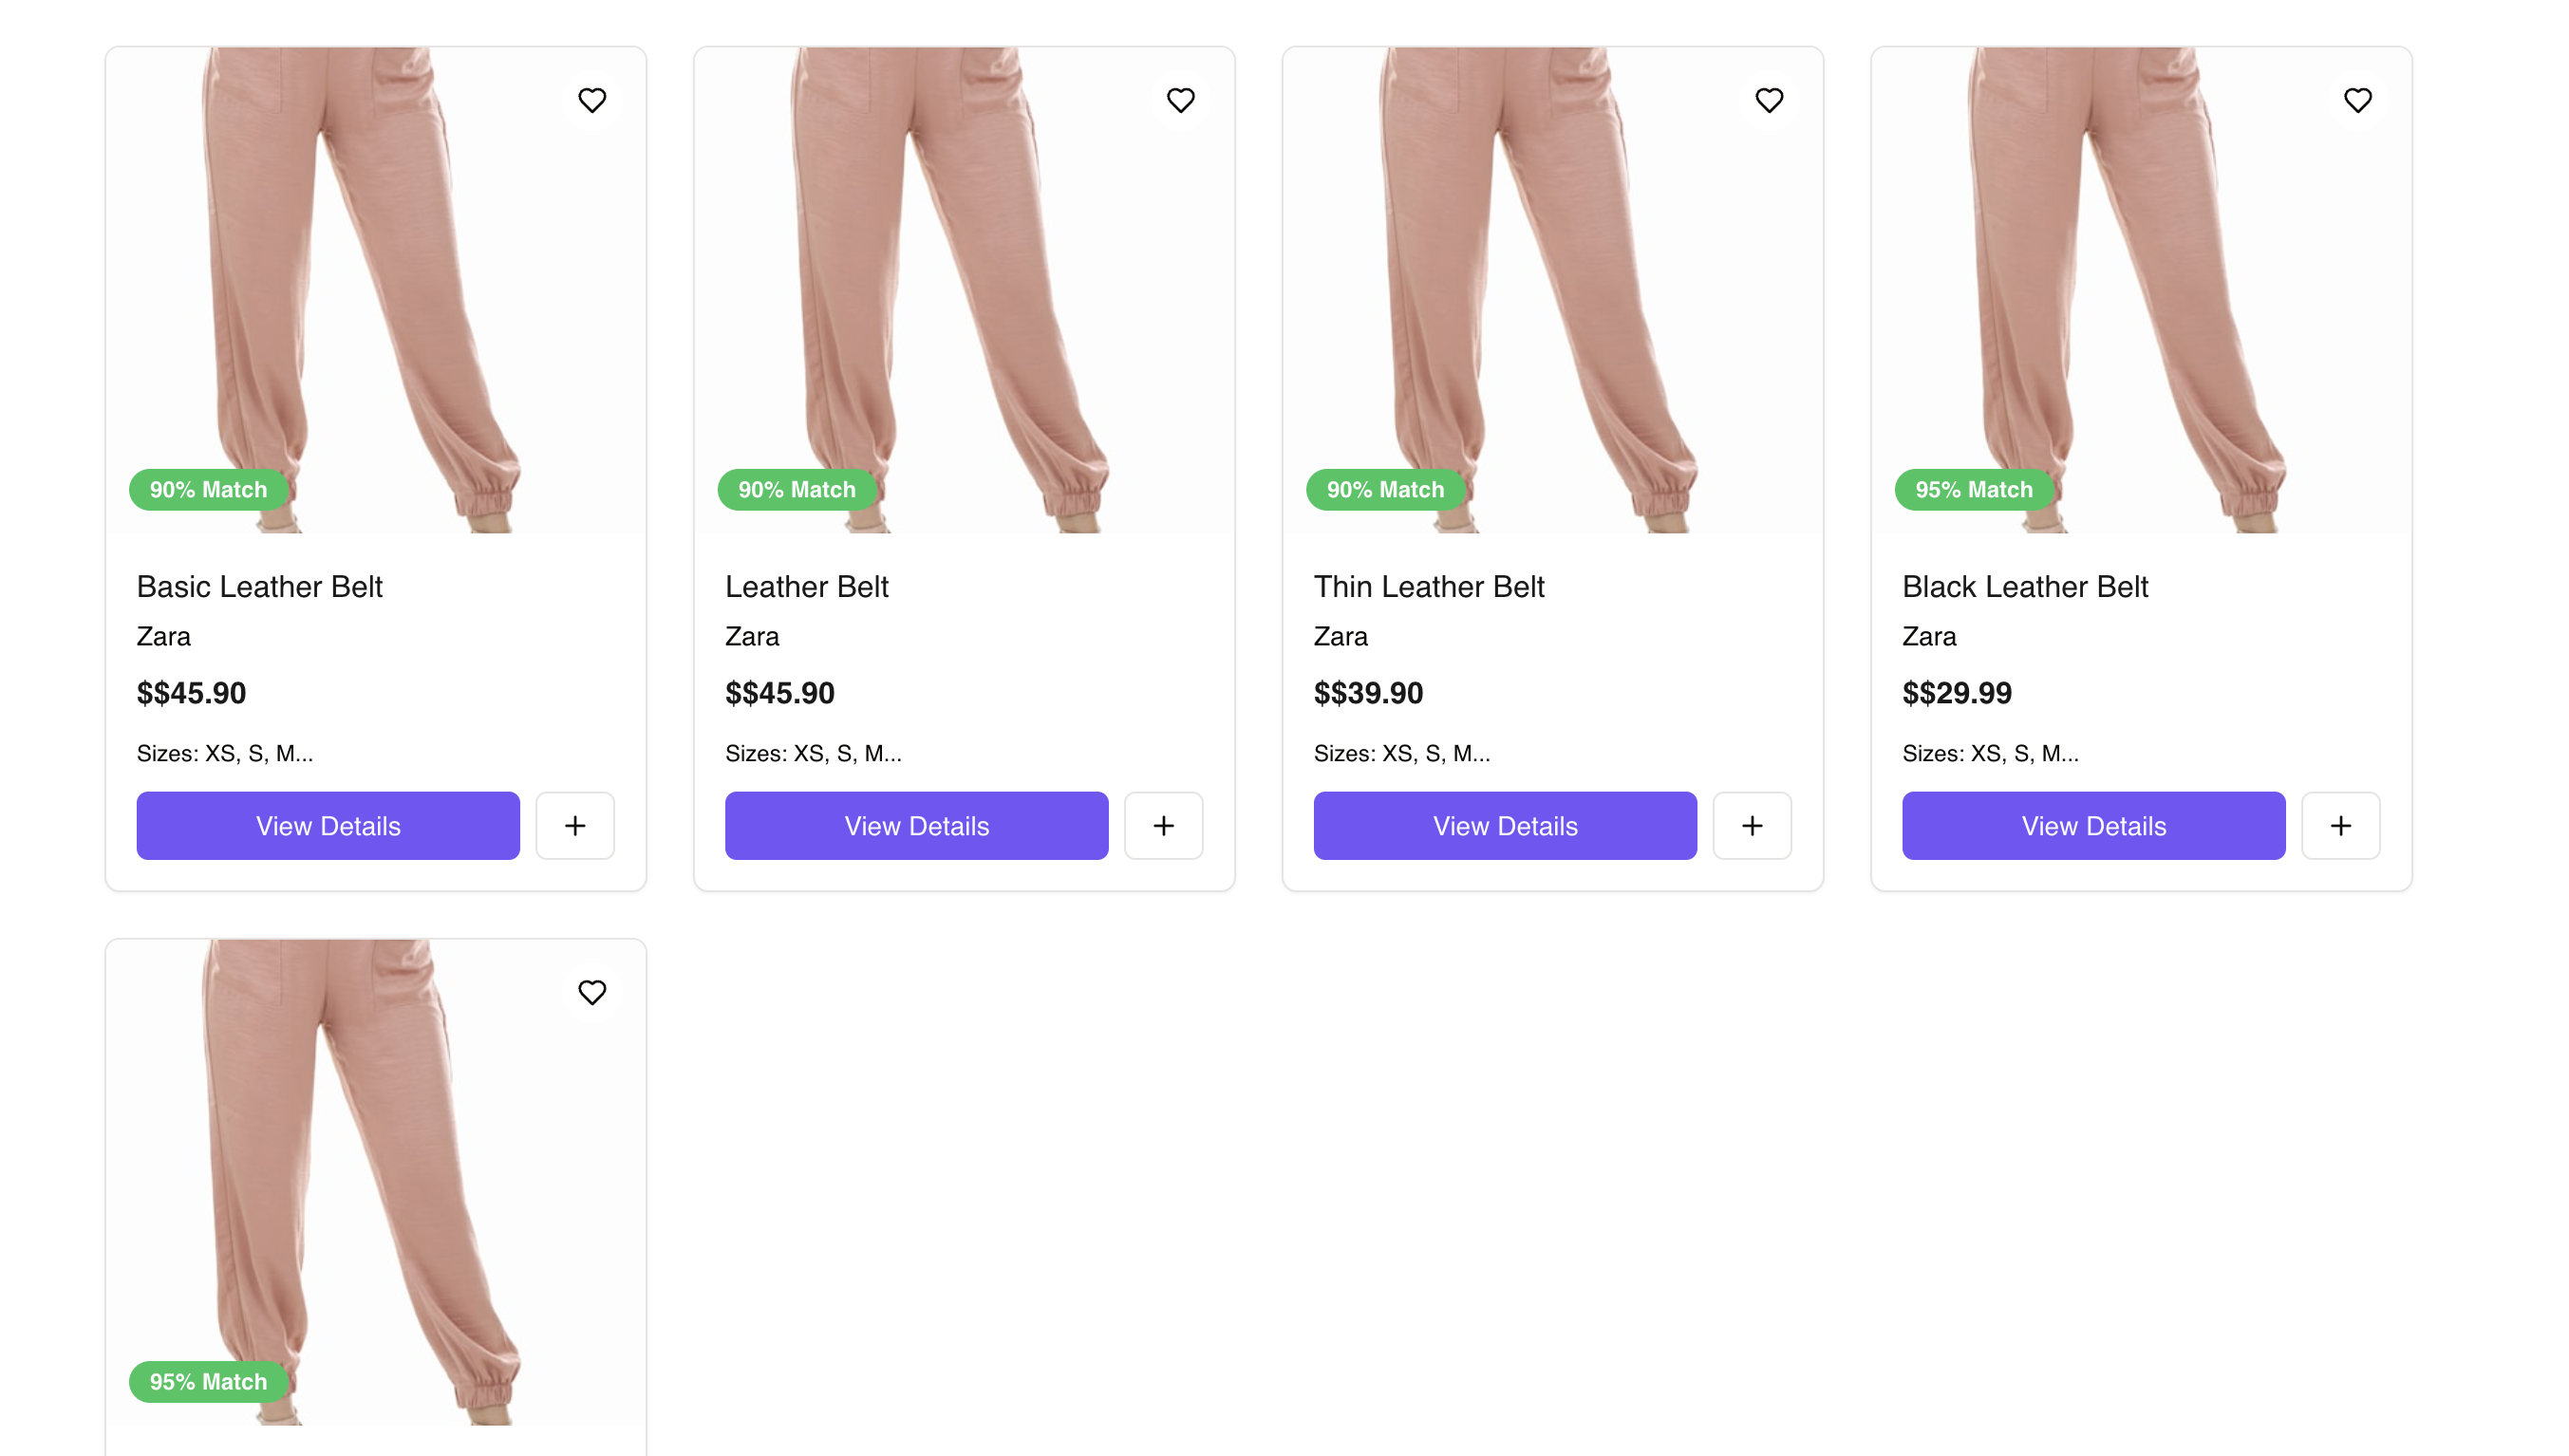 90% Match
Basic Leather Belt
Zara
$$45.90
Sizes: XS, S, M...
View Details
+
90% Match
Leather Belt
Zara
$$45.90
Sizes: XS, S, M...
View Details
+
90% Match
Thin Leather Belt
Zara
$$39.90
Sizes: XS, S, M...
View Details
+
95% Match
Black Leather Belt
Zara
$$29.99
Sizes: XS, S, M...
View Details
+
95% Match